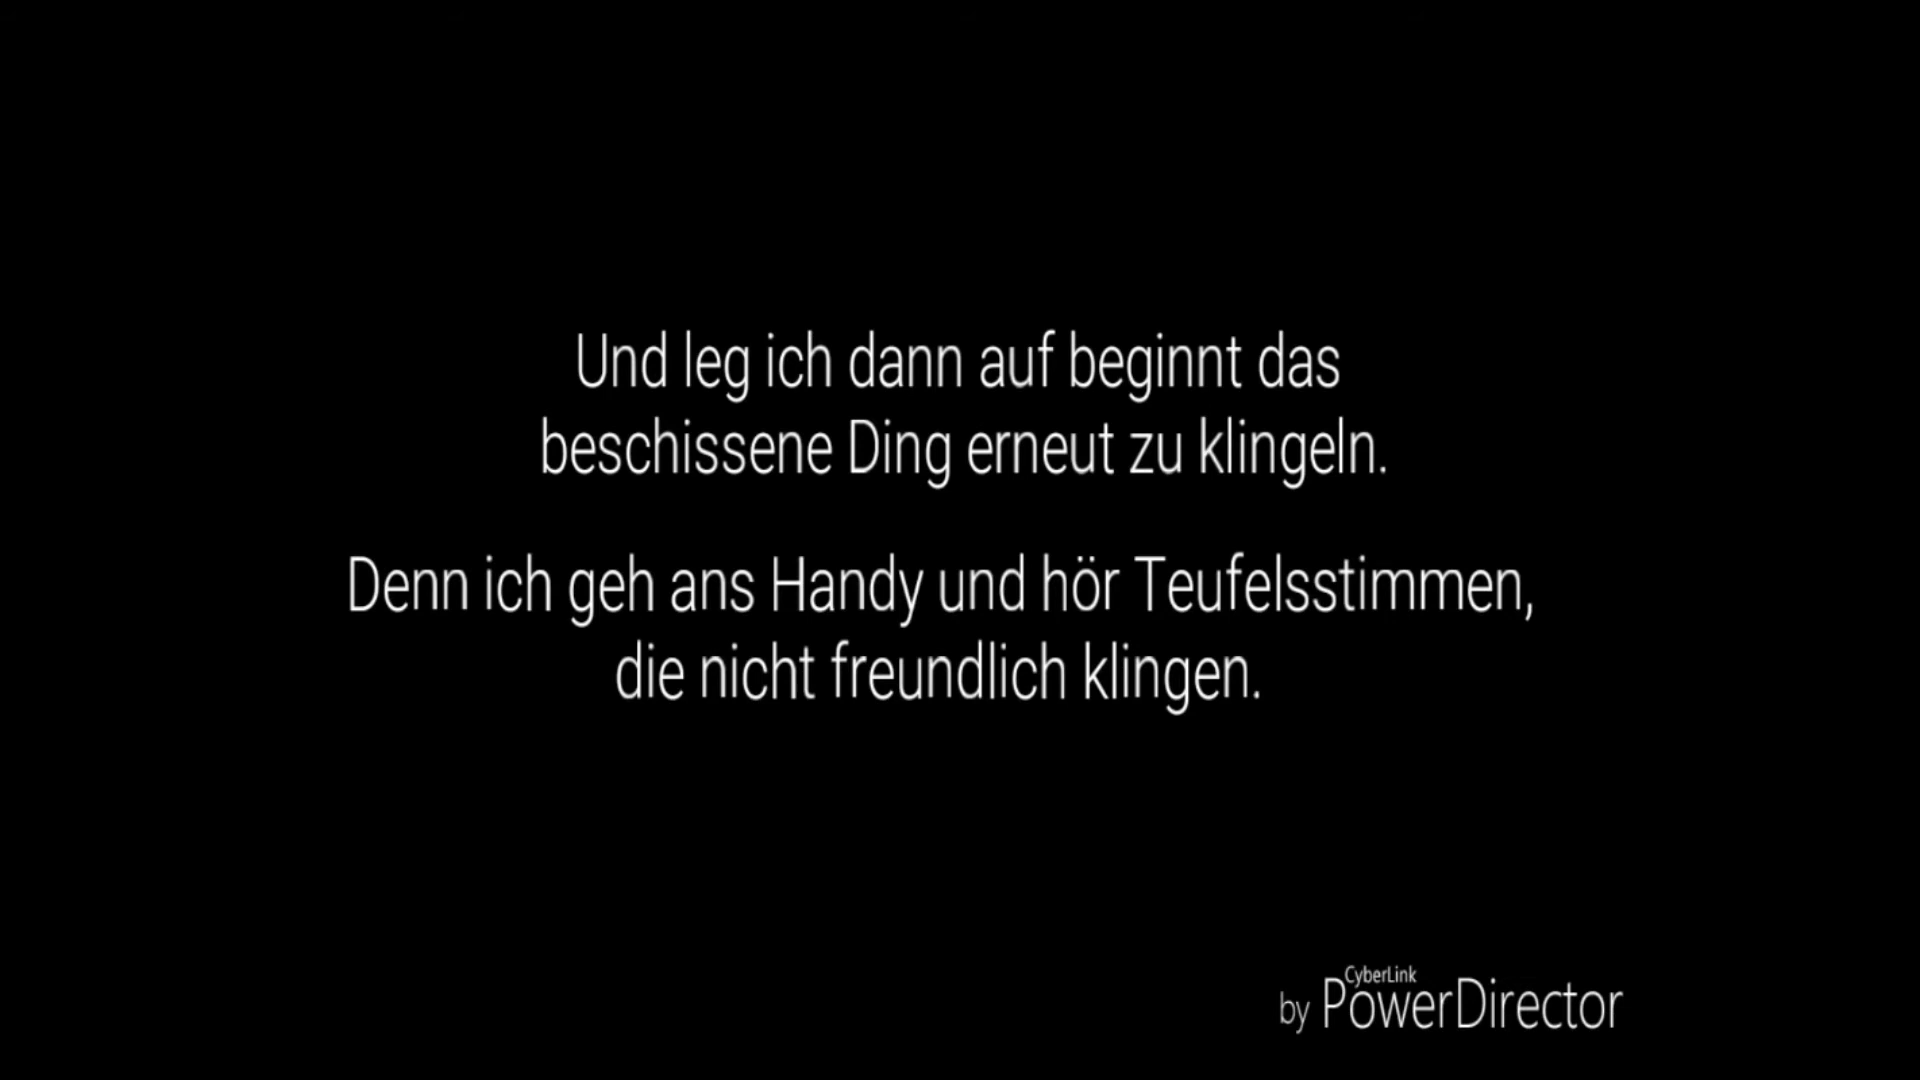 Und leg ich dann auf beginnt das
beschissene Ding erneut zu klingeln.
Denn ich geh ans Handy und hör Teufelsstimmen,
die nicht freundlich klingen.
CyberLink
by PowerDirector